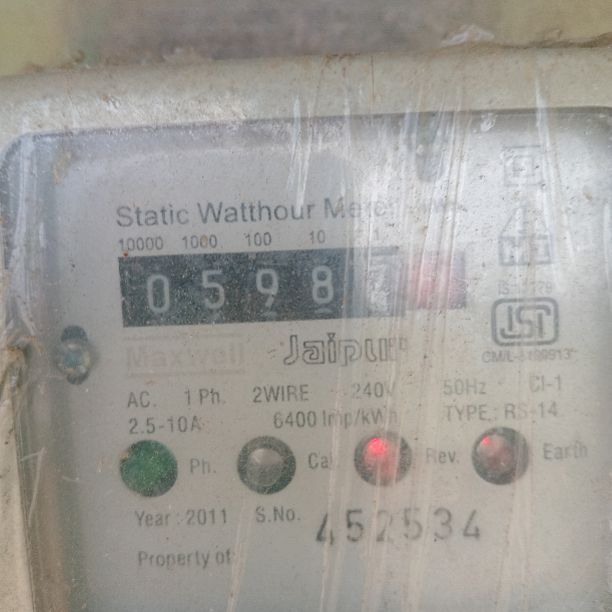 Static Watthour Meter
10000 1000 100 10
0 5 9 8
Maxwell Jaipur
AC. 1 Ph. 2WIRE 240V 50Hz Cl-1
2.5-10A 6400 Imp/kWh TYPE.: RS-14
Ph. Cal. Rev. Earth
Year : 2011 S.No. 452534
Property of